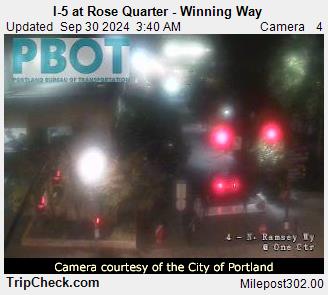 I-5 at Rose Quarter - Winning Way
Updated Sep 30 2024 3:40 AM Camera 4
PBOT
PORTLAND BUREAU OF TRANSPORTATION
4 - N. Ramsey Wy
@ One Ctr
Camera courtesy of the City of Portland
TripCheck.com Milepost302.00